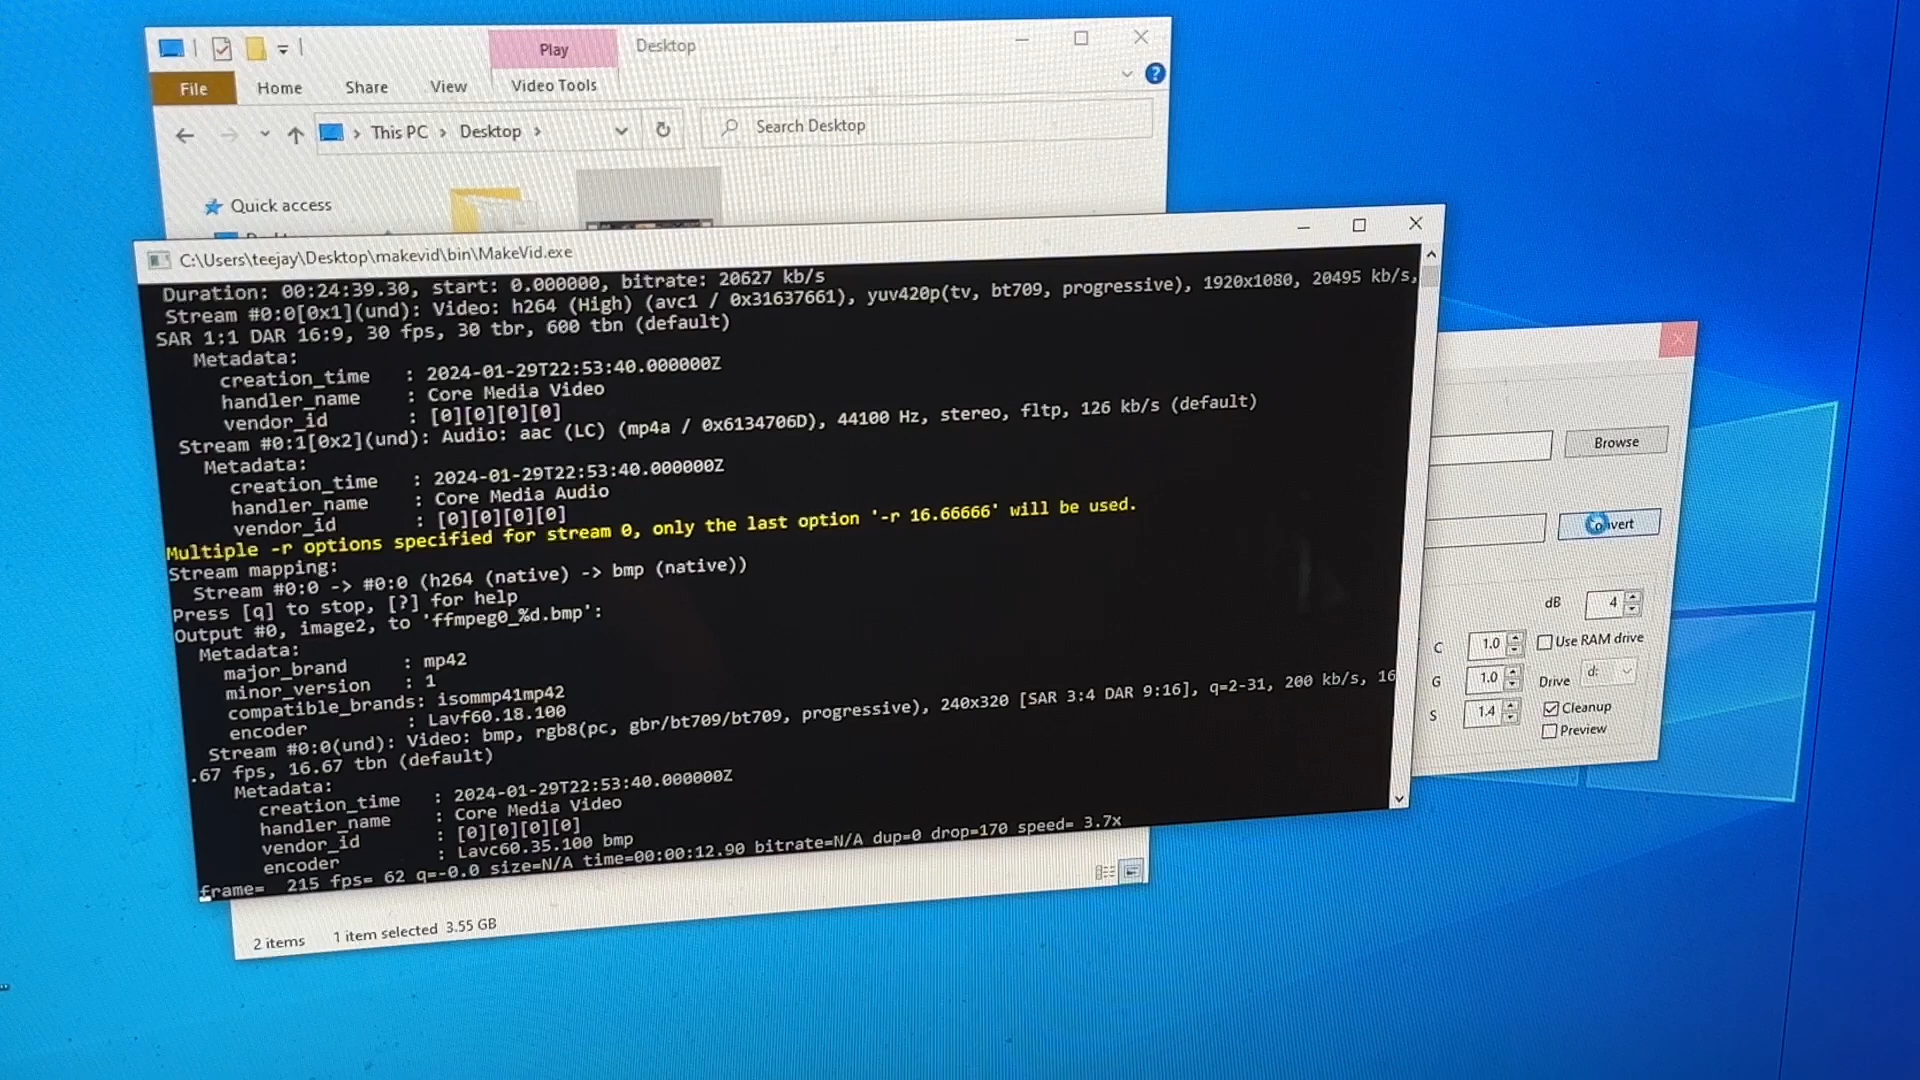 Play
Desktop
File
Home
Share
View
Video Tools
This PC
Desktop
Search Desktop
Quick access
C:\Users\teejay\Desktop\makevid\bin\MakeVid.exe
Duration: 00:24:39.30, start: 0.000000, bitrate: 20627 kb/s
Stream #0:0[0x1](und): Video: h264 (High) (avc1 / 0x31637661), yuv420p(tv, bt709, progressive), 1920x1080, 20495 kb/s,
SAR 1:1 DAR 16:9, 30 fps, 30 tbr, 600 tbn (default)
Metadata:
creation_time : 2024-01-29T22:53:40.000000Z
handler_name : Core Media Video
vendor_id : [0][0][0][0]
Stream #0:1[0x2](und): Audio: aac (LC) (mp4a / 0x6134706D), 44100 Hz, stereo, fltp, 126 kb/s (default)
Metadata:
creation_time : 2024-01-29T22:53:40.000000Z
handler_name : Core Media Audio
vendor_id : [0][0][0][0]
Multiple -r options specified for stream 0, only the last option '-r 16.66666' will be used.
Stream mapping:
Stream #0:0 -> #0:0 (h264 (native) -> bmp (native))
Press [q] to stop, [?] for help
Output #0, image2, to 'ffmpeg0_%d.bmp':
Metadata:
major_brand : mp42
minor_version : 1
compatible_brands: isommp41mp42
encoder : Lavf60.18.100
Stream #0:0(und): Video: bmp, rgb8(pc, gbr/bt709/bt709, progressive), 240x320 [SAR 3:4 DAR 9:16], q=2-31, 200 kb/s, 16
.67 fps, 16.67 tbn (default)
Metadata:
creation_time : 2024-01-29T22:53:40.000000Z
handler_name : Core Media Video
vendor_id : [0][0][0][0]
encoder : Lavc60.35.100 bmp
frame= 215 fps= 62 q=-0.0 size=N/A time=00:00:12.90 bitrate=N/A dup=0 drop=170 speed= 3.7x
Browse
dB 4
C 1.0 Use RAM drive
G 1.0 Drive d:
S 1.4 Cleanup
Preview
2 items 1 item selected 3.55 GB